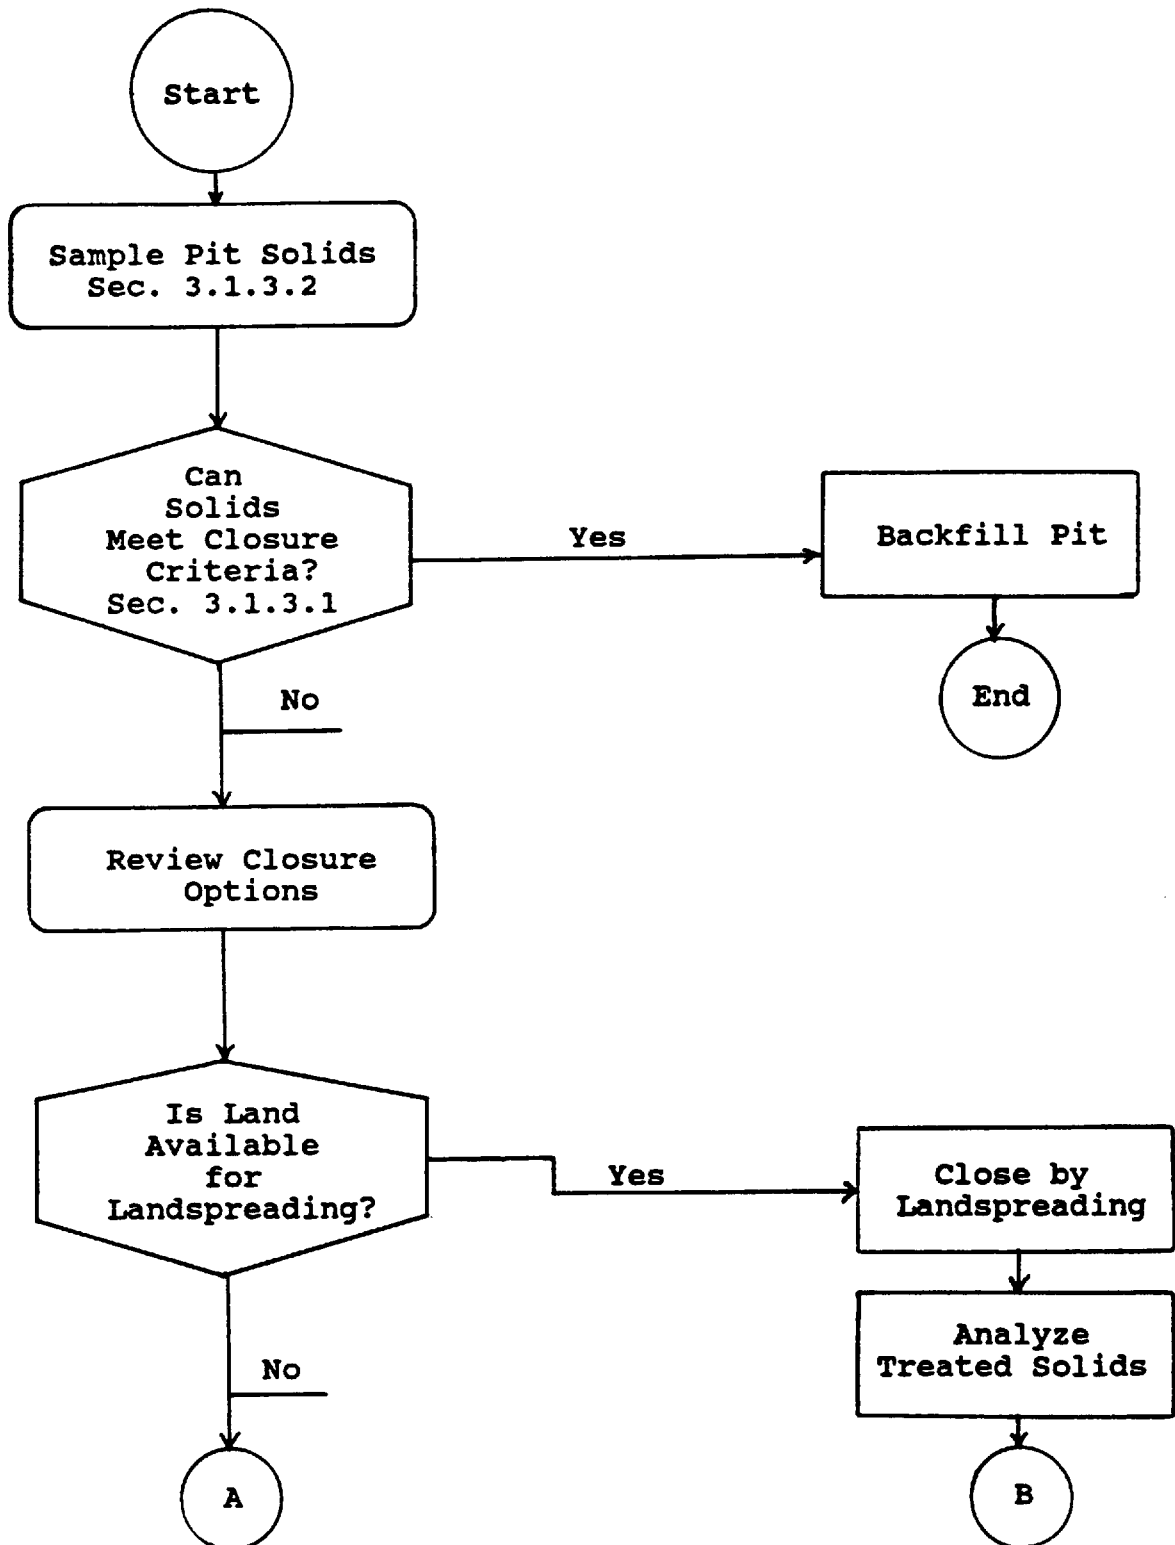 Start
Sample Pit Solids
Sec. 3.1.3.2
Can
Solids
Meet Closure
Criteria?
Sec. 3.1.3.1
Yes
Backfill Pit
End
No
Review Closure
Options
Is Land
Available
for
Landspreading?
Yes
Close by
Landspreading
Analyze
Treated Solids
No
A
B